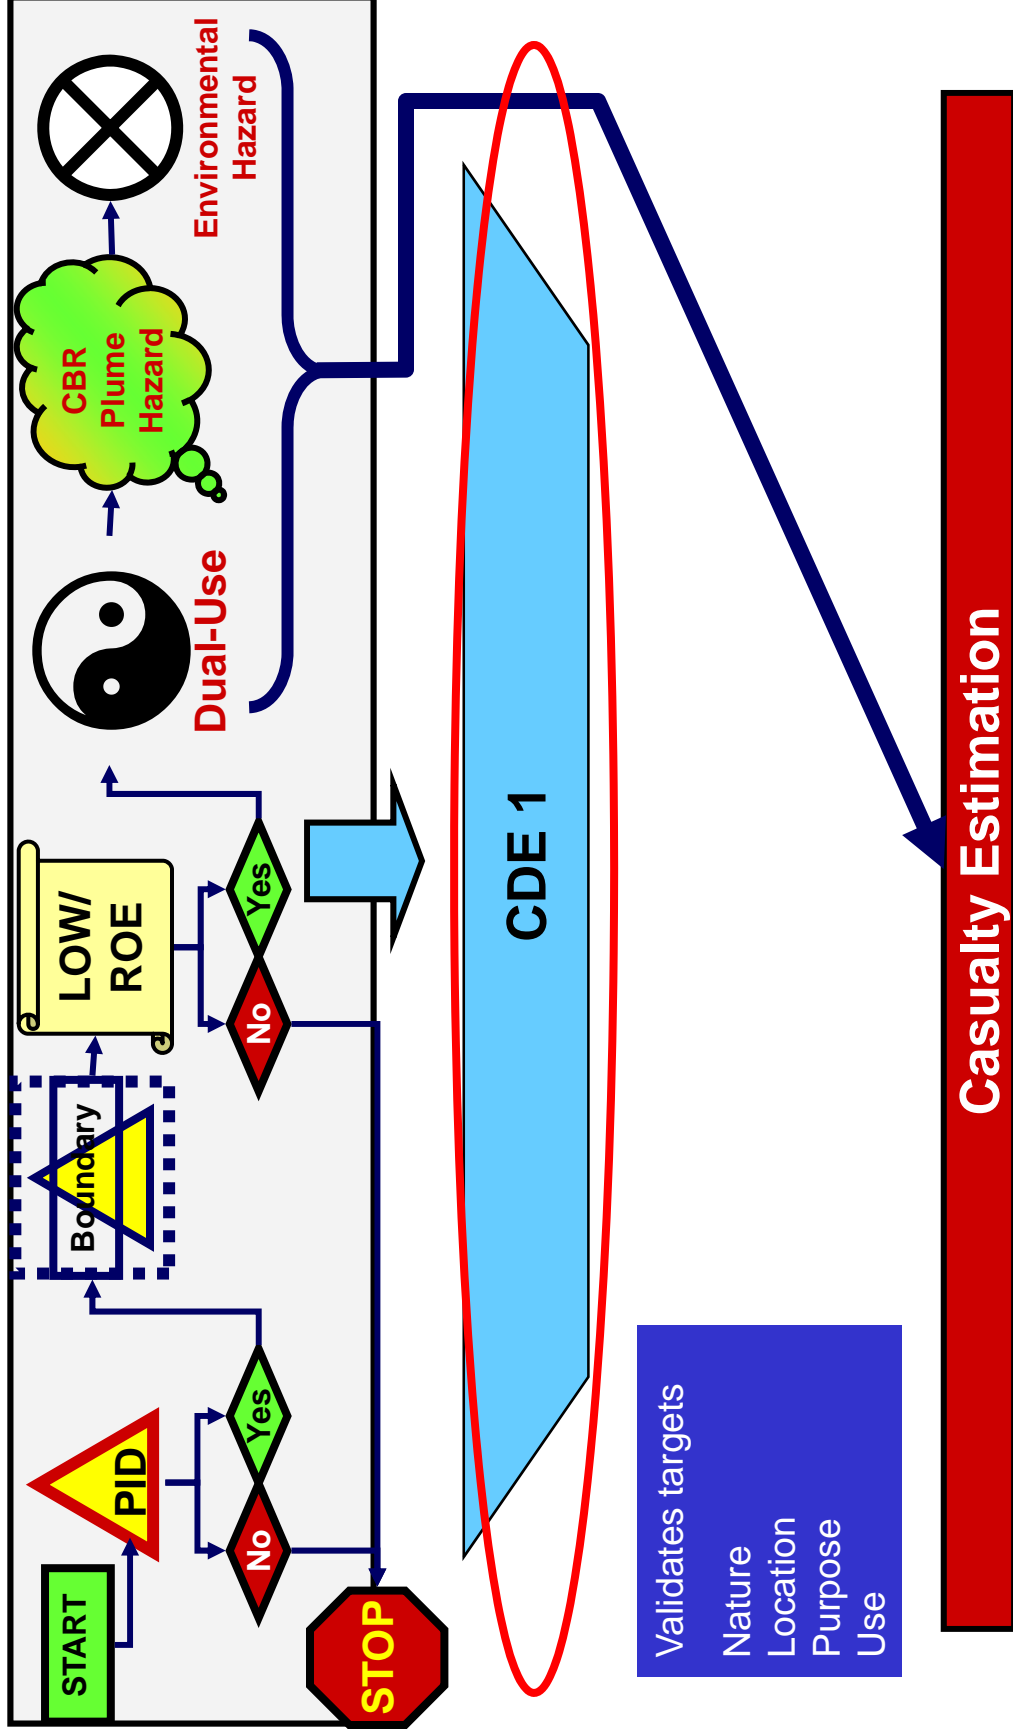 START
PID
No
Yes
Boundary
LOW/
ROE
No
Yes
Dual-Use
CBR
Plume
Hazard
Environmental
Hazard
STOP
CDE 1
Validates targets
Nature
Location
Purpose
Use
Casualty Estimation